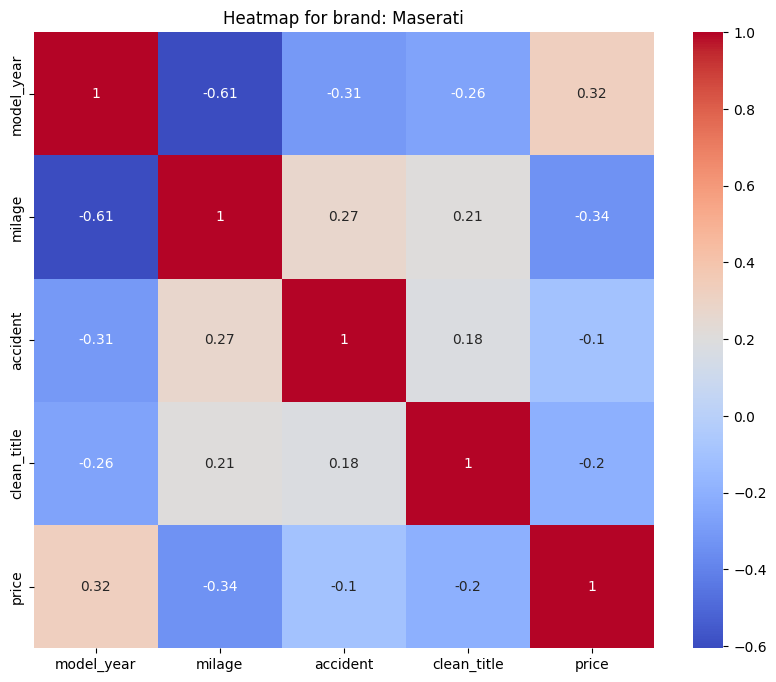 Heatmap for brand: Maserati
model_year 1 -0.61 -0.31 -0.26 0.32
milage -0.61 1 0.27 0.21 -0.34
accident -0.31 0.27 1 0.18 -0.1
clean_title -0.26 0.21 0.18 1 -0.2
price 0.32 -0.34 -0.1 -0.2 1
model_year milage accident clean_title price
1.0
0.8
0.6
0.4
0.2
0.0
−0.2
−0.4
−0.6